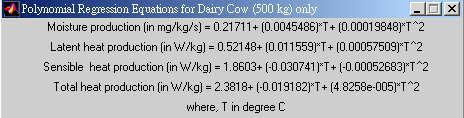 Polynomial Regression Equations for Dairy Cow (500 kg) only
Moisture production (in mg/kg/s) = 0.21711+ (0.0045486)*T+ (0.00019848)*T^2
Latent heat production (in W/kg) = 0.52148+ (0.011559)*T+ (0.00057509)*T^2
Sensible  heat production (in W/kg) = 1.8603+ (-0.030741)*T+ (-0.00052683)*T^2
Total heat production (in W/kg) = 2.3818+ (-0.019182)*T+ (4.8258e-005)*T^2
where, T in degree C